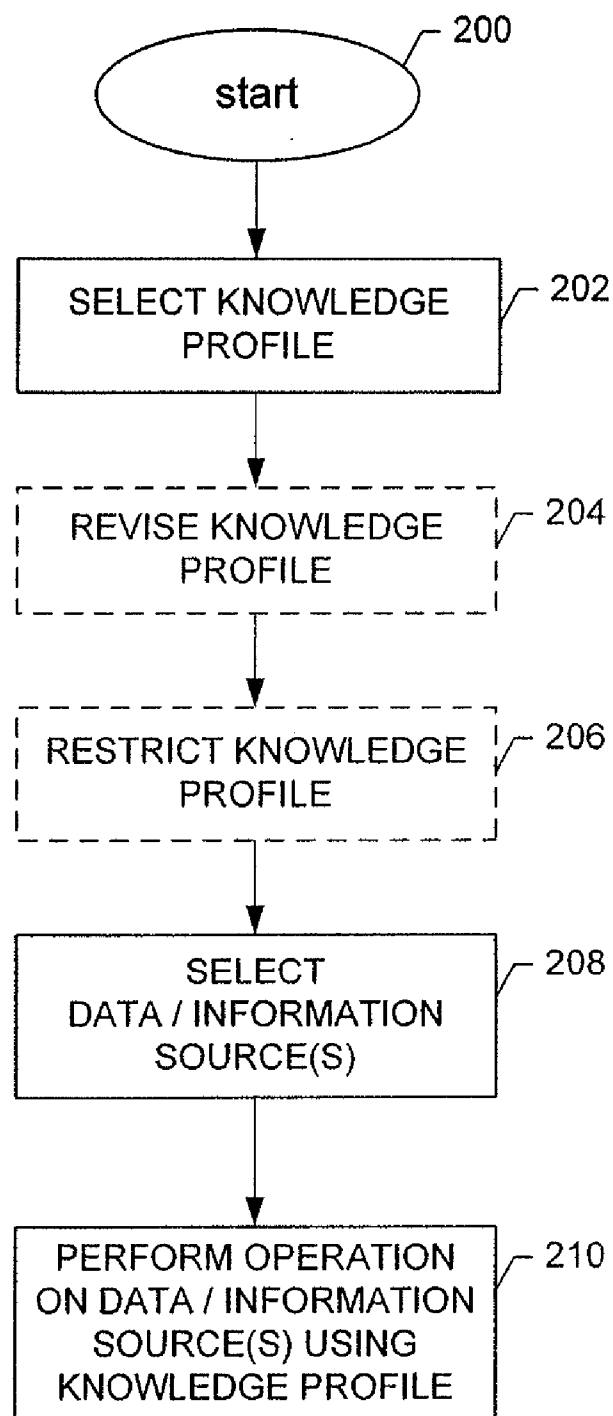 200
start
SELECT KNOWLEDGE
PROFILE
202
REVISE KNOWLEDGE
PROFILE
204
RESTRICT KNOWLEDGE
PROFILE
206
SELECT
DATA / INFORMATION
SOURCE(S)
208
PERFORM OPERATION
ON DATA / INFORMATION
SOURCE(S) USING
KNOWLEDGE PROFILE
210